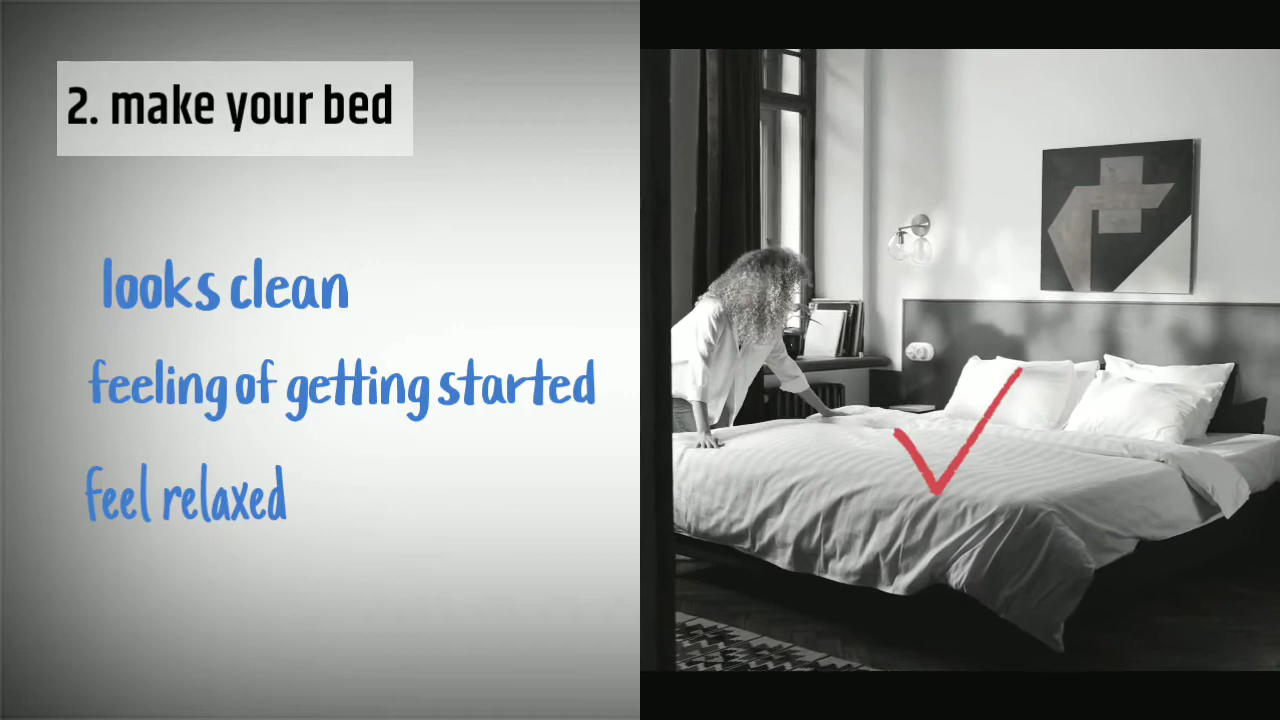 2. make your bed
looks clean
feeling of getting started
feel relaxed